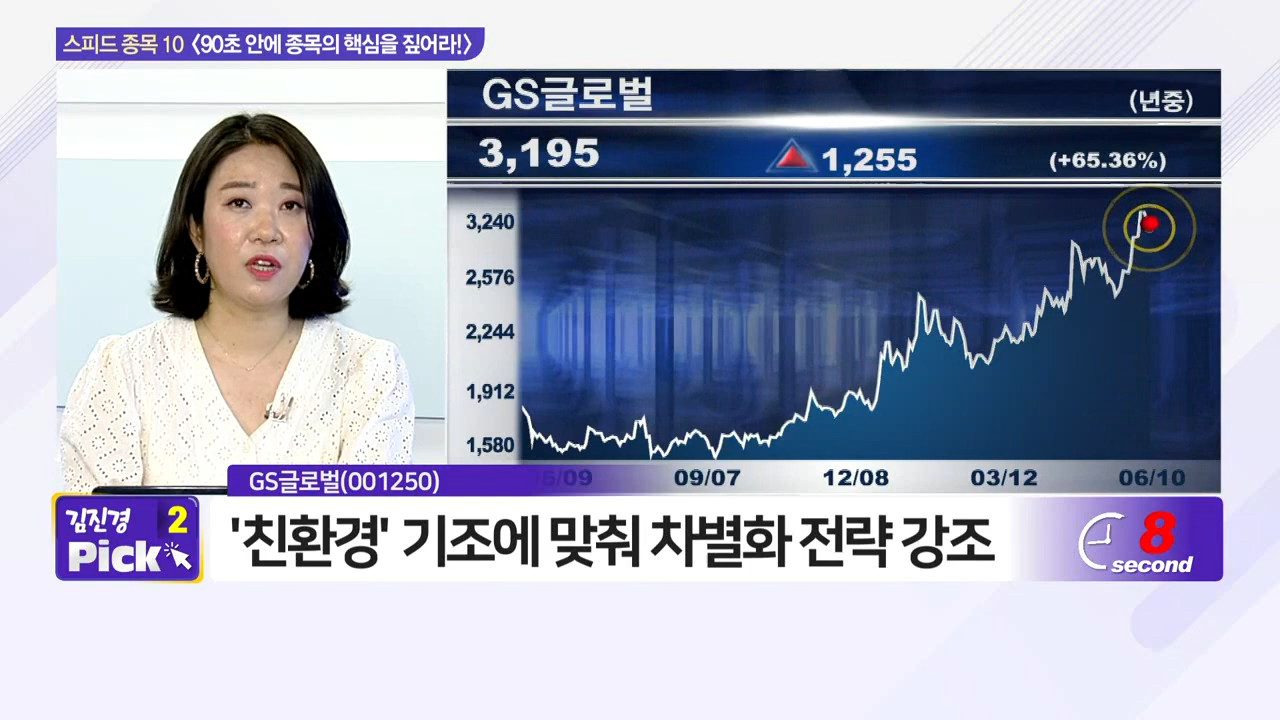 스피드 종목 10 〈90초 안에 종목의 핵심을 짚어라!〉
GS글로벌
(년중)
3,195 ▲ 1,255 (+65.36%)
3,240
2,576
2,244
1,912
1,580
06/09 09/07 12/08 03/12 06/10
GS글로벌(001250)
김진경 2
Pick
'친환경' 기조에 맞춰 차별화 전략 강조
8
second